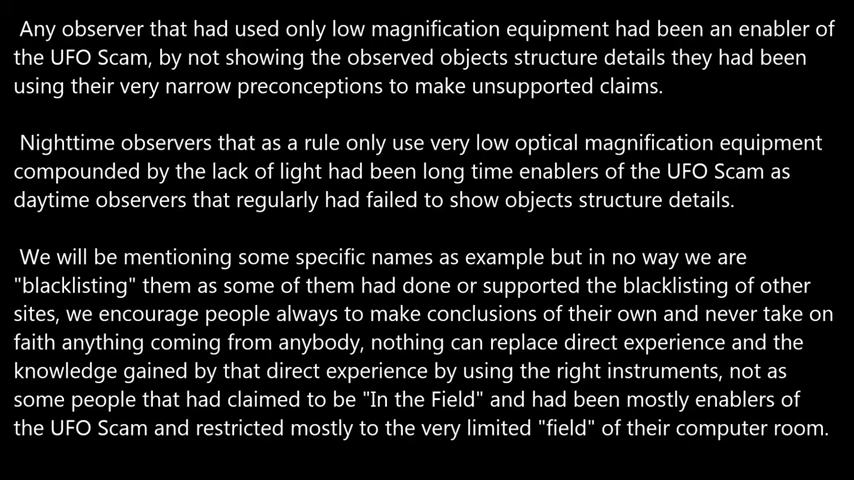 Any observer that had used only low magnification equipment had been an enabler of
the UFO Scam, by not showing the observed objects structure details they had been
using their very narrow preconceptions to make unsupported claims.
Nighttime observers that as a rule only use very low optical magnification equipment
compounded by the lack of light had been long time enablers of the UFO Scam as
daytime observers that regularly had failed to show objects structure details.
We will be mentioning some specific names as example but in no way we are
"blacklisting" them as some of them had done or supported the blacklisting of other
sites, we encourage people always to make conclusions of their own and never take on
faith anything coming from anybody, nothing can replace direct experience and the
knowledge gained by that direct experience by using the right instruments, not as
some people that had claimed to be "In the Field" and had been mostly enablers of
the UFO Scam and restricted mostly to the very limited "field" of their computer room.